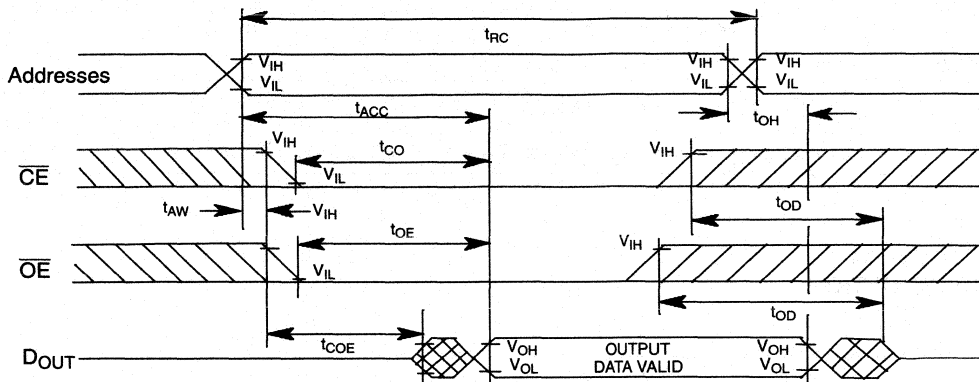 tRC
Addresses
VIH VIH VIH
VIL VIL VIL
tACC tOH
VIH tCO VIH
CE VIL
tAW VIH tOD
tOE VIH
OE VIL
tOD
tCOE
DOUT VOH OUTPUT VOH
VOL DATA VALID VOL